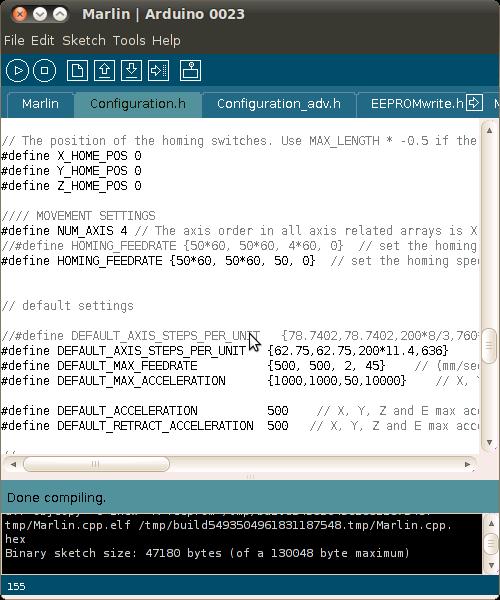 Marlin | Arduino 0023
File Edit Sketch Tools Help
Marlin Configuration.h Configuration_adv.h EEPROMwrite.h
// The position of the homing switches. Use MAX_LENGTH * -0.5 if the
#define X_HOME_POS 0
#define Y_HOME_POS 0
#define Z_HOME_POS 0
//// MOVEMENT SETTINGS
#define NUM_AXIS 4 // The axis order in all axis related arrays is X
//#define HOMING_FEEDRATE {50*60, 50*60, 4*60, 0}  // set the homing
#define HOMING_FEEDRATE {50*60, 50*60, 50, 0}  // set the homing spe
// default settings
//#define DEFAULT_AXIS_STEPS_PER_UNIT   {78.7402,78.7402,200*8/3,760*
#define DEFAULT_AXIS_STEPS_PER_UNIT   {62.75,62.75,200*11.4,636}
#define DEFAULT_MAX_FEEDRATE          {500, 500, 2, 45}    // (mm/sec
#define DEFAULT_MAX_ACCELERATION      {1000,1000,50,10000}    // X, Y
#define DEFAULT_ACCELERATION          500    // X, Y, Z and E max acc
#define DEFAULT_RETRACT_ACCELERATION  500   // X, Y, Z and E max acc
//
Done compiling.
tmp/Marlin.cpp.elf /tmp/build5493504961831187548.tmp/Marlin.cpp.
hex
Binary sketch size: 47180 bytes (of a 130048 byte maximum)
155